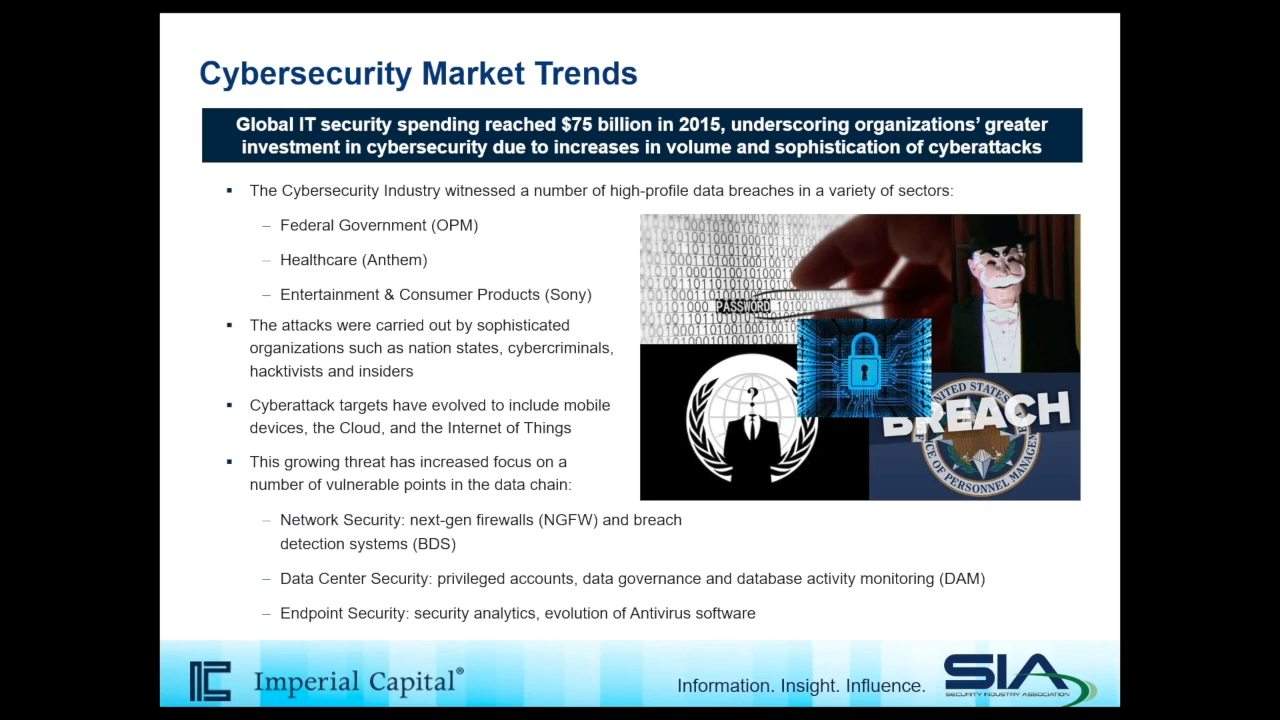 Cybersecurity Market Trends
Global IT security spending reached $75 billion in 2015, underscoring organizations’ greater
investment in cybersecurity due to increases in volume and sophistication of cyberattacks
▪ The Cybersecurity Industry witnessed a number of high-profile data breaches in a variety of sectors:
– Federal Government (OPM)
– Healthcare (Anthem)
– Entertainment & Consumer Products (Sony)
▪ The attacks were carried out by sophisticated
organizations such as nation states, cybercriminals,
hacktivists and insiders
▪ Cyberattack targets have evolved to include mobile
devices, the Cloud, and the Internet of Things
▪ This growing threat has increased focus on a
number of vulnerable points in the data chain:
– Network Security: next-gen firewalls (NGFW) and breach
detection systems (BDS)
– Data Center Security: privileged accounts, data governance and database activity monitoring (DAM)
– Endpoint Security: security analytics, evolution of Antivirus software
PASSWORD
?
UNITED STATES
BREACH
OF PERSONNEL
Imperial Capital®
Information. Insight. Influence.
SIA
SECURITY INDUSTRY ASSOCIATION